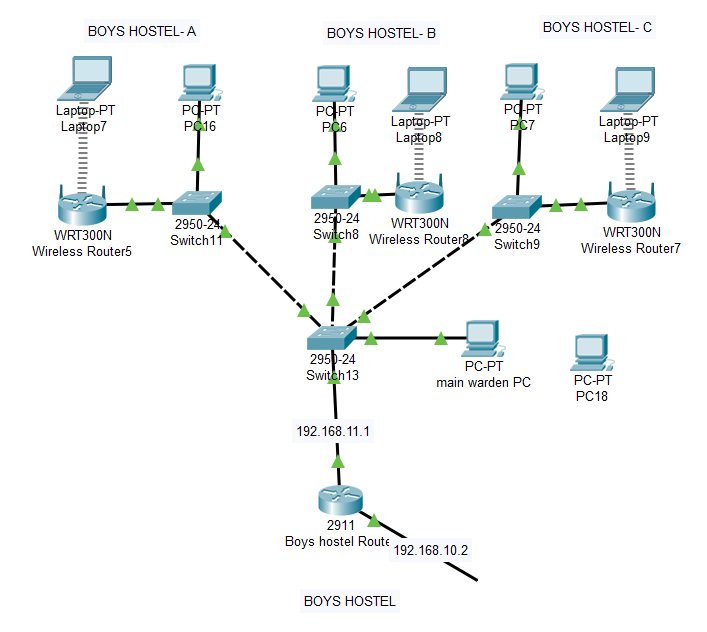 BOYS HOSTEL- A
BOYS HOSTEL- B
BOYS HOSTEL- C
Laptop-PT
Laptop7
PC-PT
PC16
PC-PT
PC6
Laptop-PT
Laptop8
PC-PT
PC7
Laptop-PT
Laptop9
WRT300N
Wireless Router5
2950-24
Switch11
2950-24
Switch8
WRT300N
Wireless Router8
2950-24
Switch9
WRT300N
Wireless Router7
2950-24
Switch13
PC-PT
main warden PC
PC-PT
PC18
192.168.11.1
2911
Boys hostel Route
192.168.10.2
BOYS HOSTEL